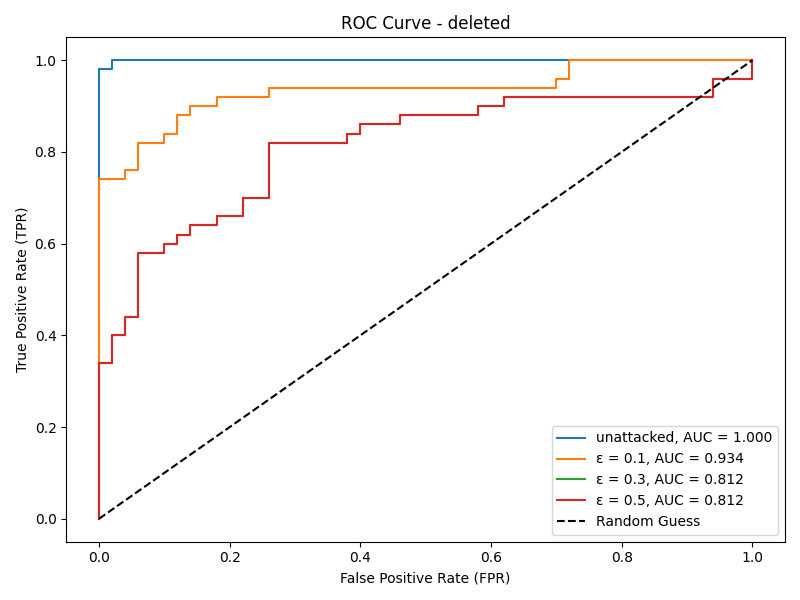 ROC Curve - deleted
True Positive Rate (TPR)
1.0
0.8
0.6
0.4
0.2
0.0
0.0 0.2 0.4 0.6 0.8 1.0
False Positive Rate (FPR)
unattacked, AUC = 1.000
ε = 0.1, AUC = 0.934
ε = 0.3, AUC = 0.812
ε = 0.5, AUC = 0.812
Random Guess